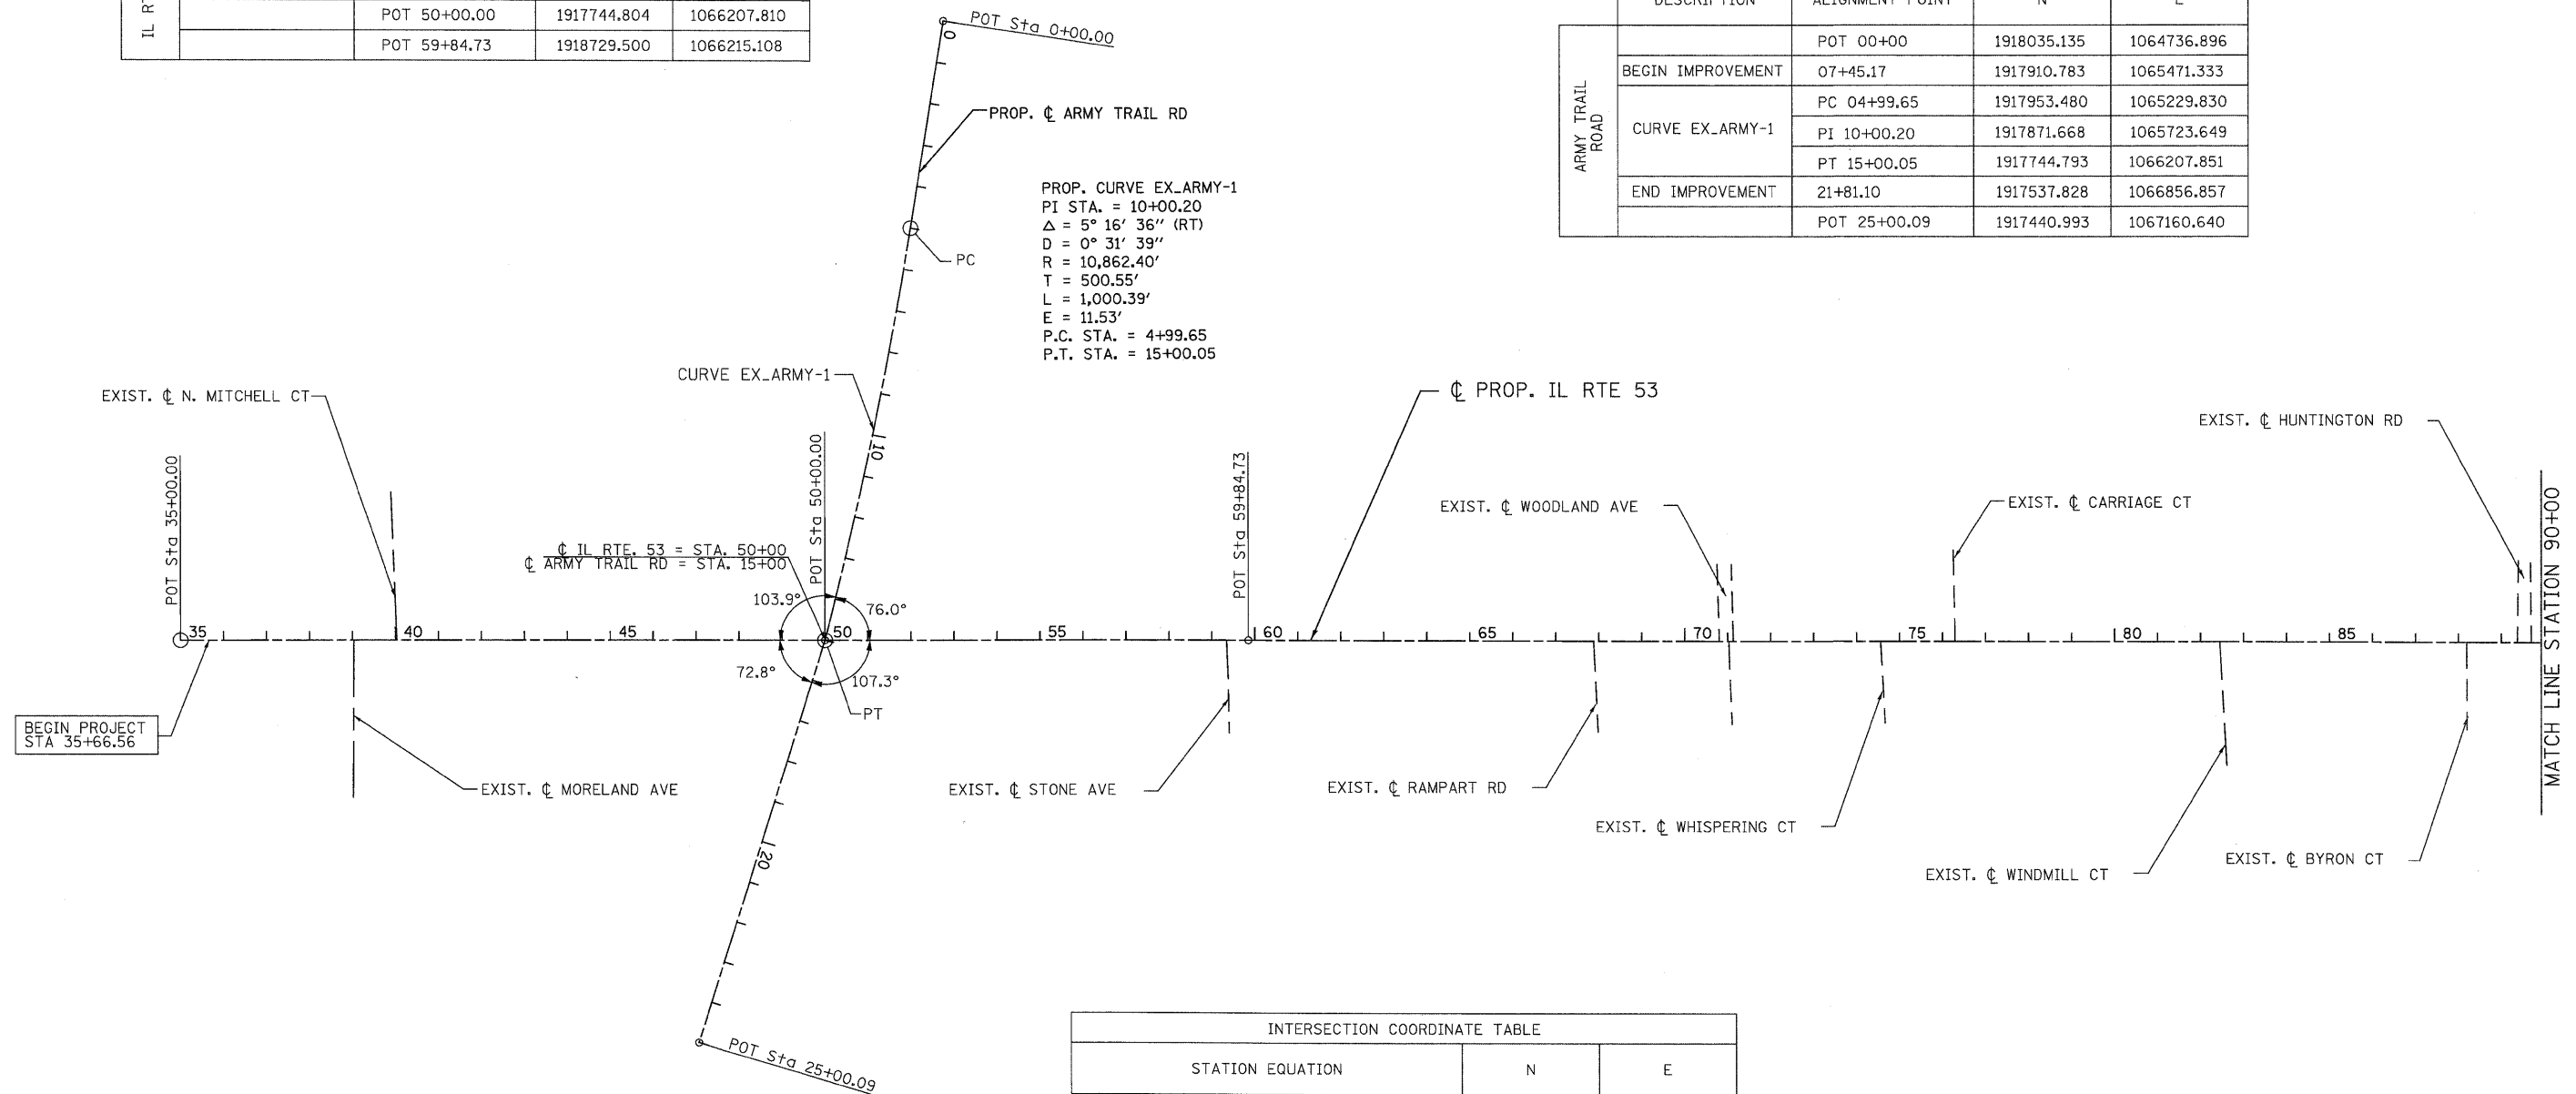 IL RT
POT 50+00.00 1917744.804 1066207.810
POT 59+84.73 1918729.500 1066215.108
POT Sta 0+00.00
0
PROP. ℄ ARMY TRAIL RD
DESCRIPTION ALIGNMENT POINT N E
ARMY TRAIL
ROAD
POT 00+00 1918035.135 1064736.896
BEGIN IMPROVEMENT 07+45.17 1917910.783 1065471.333
CURVE EX_ARMY-1
PC 04+99.65 1917953.480 1065229.830
PI 10+00.20 1917871.668 1065723.649
PT 15+00.05 1917744.793 1066207.851
END IMPROVEMENT 21+81.10 1917537.828 1066856.857
POT 25+00.09 1917440.993 1067160.640
PROP. CURVE EX_ARMY-1
PI STA. = 10+00.20
Δ = 5° 16' 36" (RT)
D = 0° 31' 39"
R = 10,862.40'
T = 500.55'
L = 1,000.39'
E = 11.53'
P.C. STA. = 4+99.65
P.T. STA. = 15+00.05
PC
CURVE EX_ARMY-1
10
EXIST. ℄ N. MITCHELL CT
℄ PROP. IL RTE 53
EXIST. ℄ HUNTINGTON RD
POT Sta 35+00.00
POT Sta 50+00.00
POT Sta 59+84.73
EXIST. ℄ WOODLAND AVE
EXIST. ℄ CARRIAGE CT
℄ IL RTE. 53 = STA. 50+00
℄ ARMY TRAIL RD = STA. 15+00
103.9°
76.0°
35 40 45 50 55 60 65 70 75 80 85
MATCH LINE STATION 90+00
72.8°
107.3°
PT
BEGIN PROJECT
STA 35+66.56
EXIST. ℄ MORELAND AVE
EXIST. ℄ STONE AVE
EXIST. ℄ RAMPART RD
EXIST. ℄ WHISPERING CT
EXIST. ℄ WINDMILL CT
EXIST. ℄ BYRON CT
20
POT Sta 25+00.09
INTERSECTION COORDINATE TABLE
STATION EQUATION N E